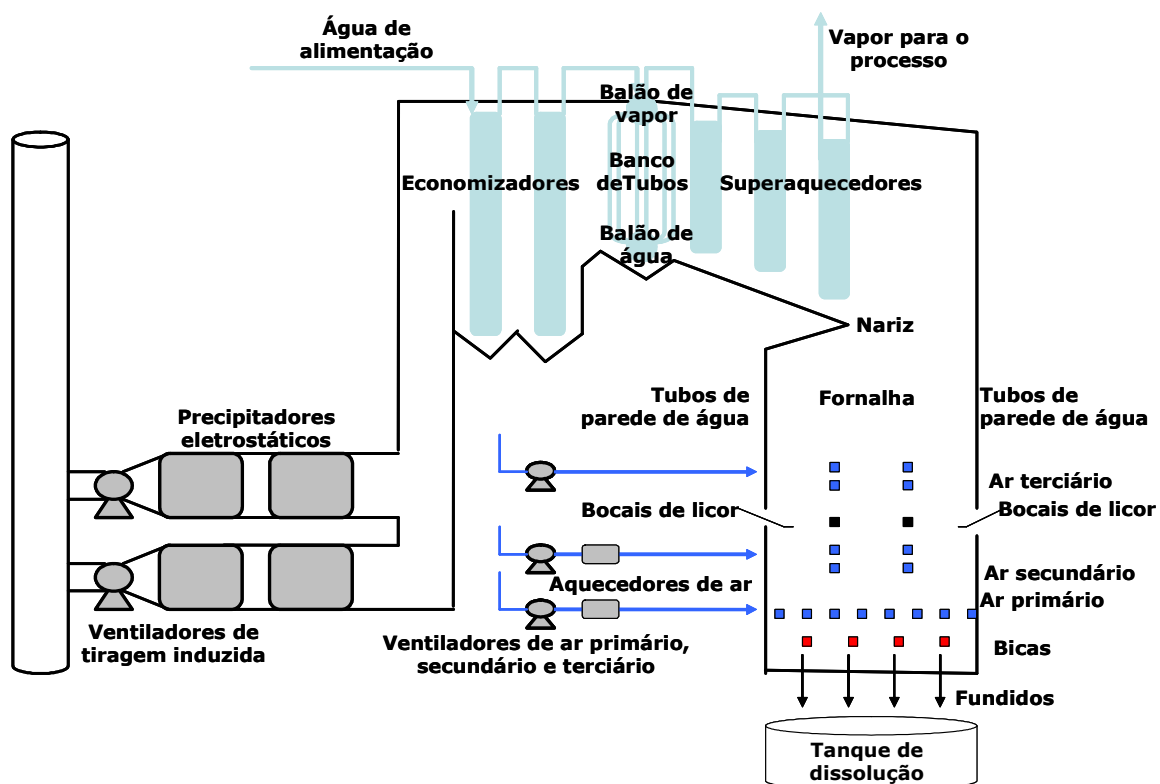 Água de
alimentação
Vapor para o
processo
Balão de
vapor
Economizadores
Banco
deTubos
Superaquecedores
Balão de
água
Nariz
Tubos de
parede de água
Fornalha
Tubos de
parede de água
Precipitadores
eletrostáticos
Ar terciário
Bocais de licor
Bocais de licor
Aquecedores de ar
Ar secundário
Ar primário
Ventiladores de
tiragem induzida
Ventiladores de ar primário,
secundário e terciário
Bicas
Fundidos
Tanque de
dissolução